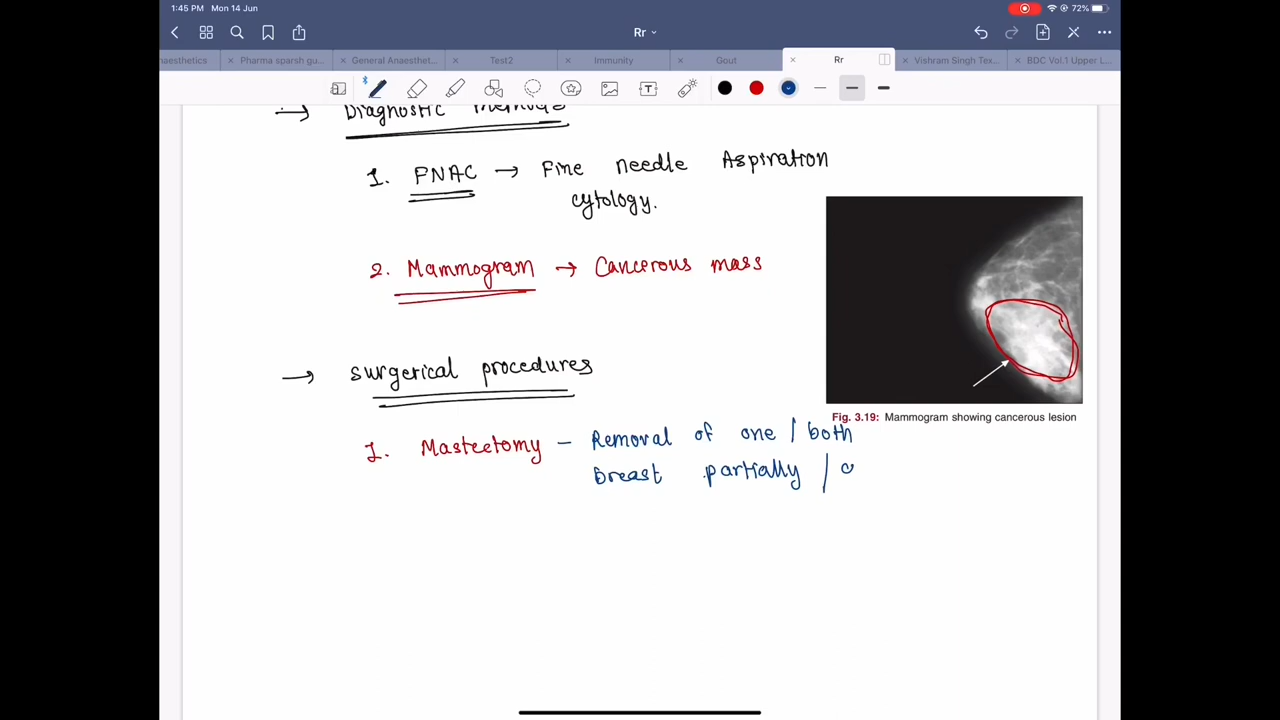 1:45 PM Mon 14 Jun
72%
Rr
naesthetics
Pharma sparsh gu...
General Anaesthet...
Test2
Immunity
Gout
Rr
Vishram Singh Tex...
BDC Vol.1 Upper L...
→ Diagnostic methods
1. FNAC → Fine needle Aspiration
cytology.
2. Mammogram → Cancerous mass
Fig. 3.19: Mammogram showing cancerous lesion
→ surgerical procedures
1. Mastectomy – Removal of one / both
breast partially / c